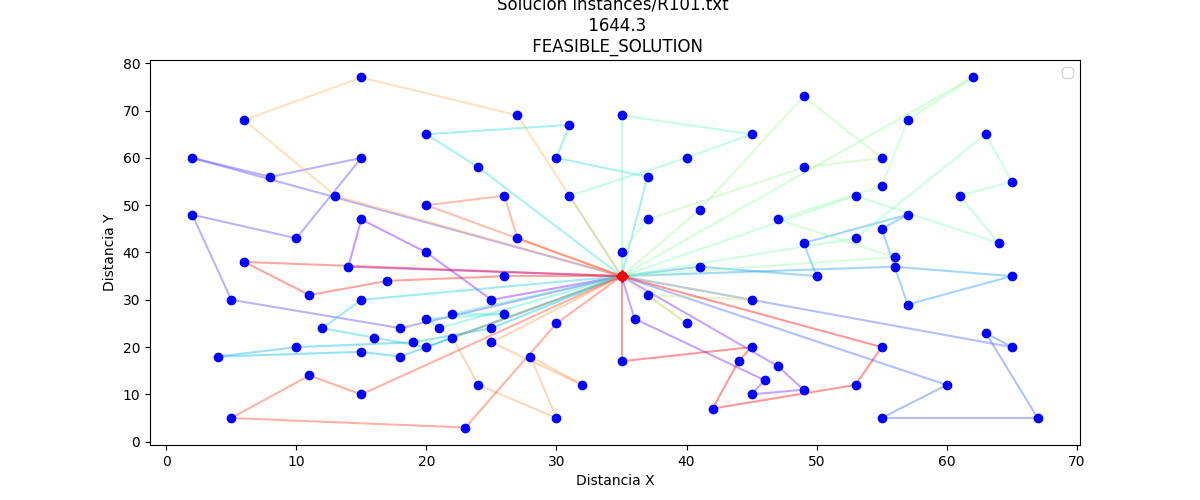 Solución instances/R101.txt
1644.3
FEASIBLE_SOLUTION
80
70
60
50
40
30
20
10
0
Distancia Y
0 10 20 30 40 50 60 70
Distancia X